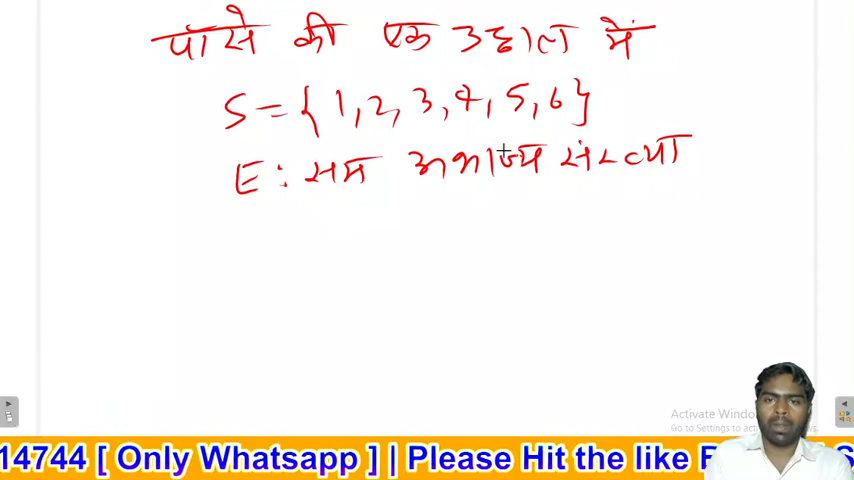 पाँसे की एक उछाल में
S = { 1, 2, 3, 4, 5, 6 }
E : सम अभाज्य संख्या
Activate Windo
Go to Settings to act
14744 [ Only Whatsapp ] | Please Hit the like